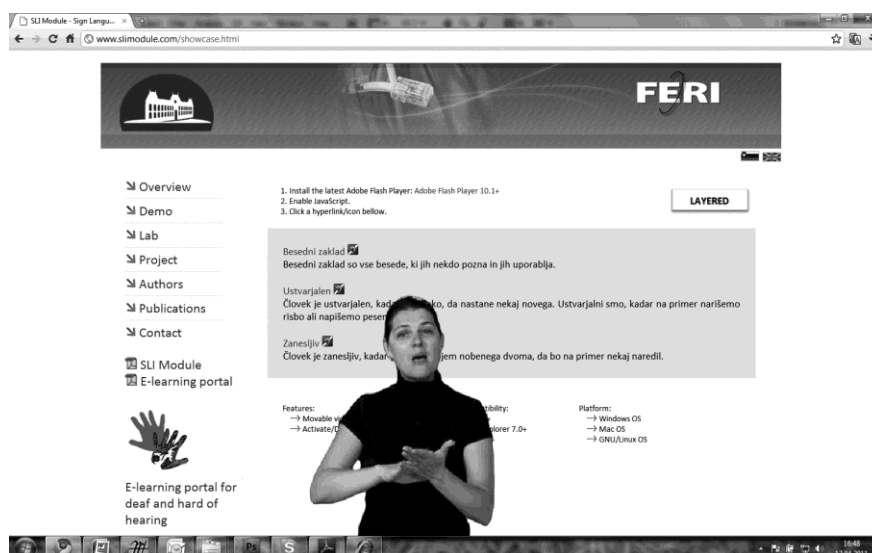 SLI Module - Sign Langu...
www.slimodule.com/showcase.html
FERI
Overview
Demo
Lab
Project
Authors
Publications
Contact
SLI Module
E-learning portal
E-learning portal for
deaf and hard of
hearing
1. Install the latest Adobe Flash Player: Adobe Flash Player 10.1+
2. Enable JavaScript.
3. Click a hyperlink/icon bellow.
LAYERED
Besedni zaklad
Besedni zaklad so vse besede, ki jih nekdo pozna in jih uporablja.
Ustvarjalen
Človek je ustvarjalen, da nastane nekaj novega. Ustvarjalni smo, kadar na primer narišemo
risbo ali napišemo
Zanesljiv
Človek je zanesljiv, kadar nobenega dvoma, da bo na primer nekaj naredil.
Features:
Movable
7.0+
Platform:
Windows OS
Mac OS
GNU/Linux OS
Ps
S
16:48